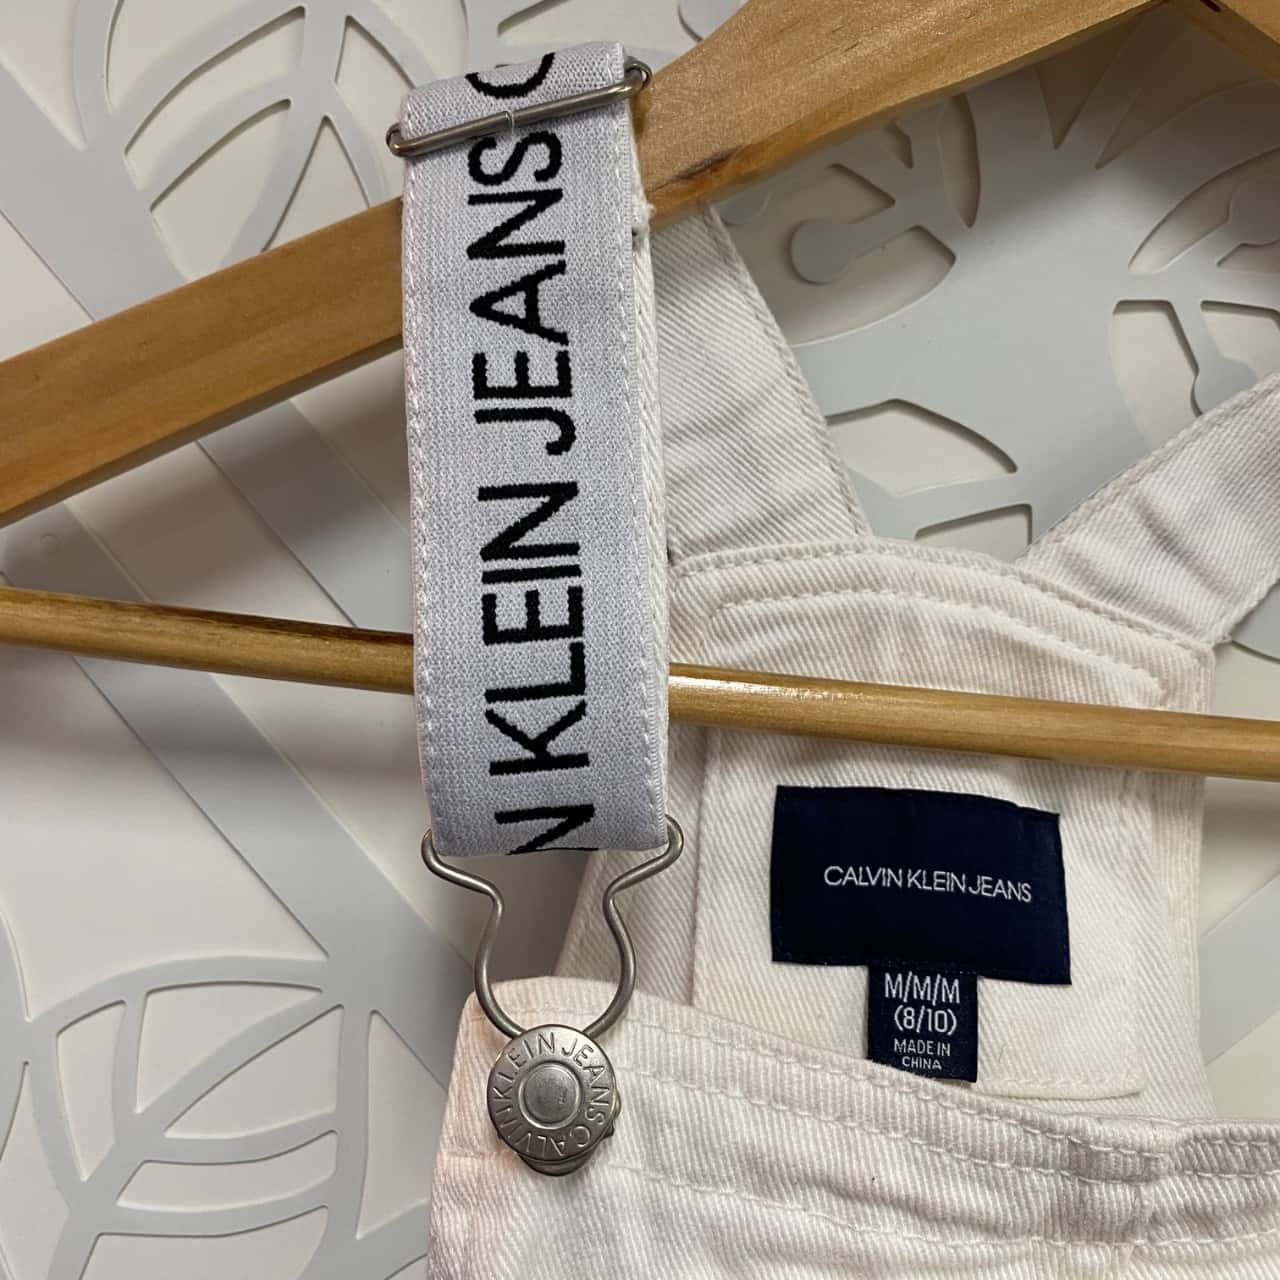 N KLEIN JEANS C
CALVIN KLEIN JEANS
M/M/M
(8/10)
MADE IN
CHINA
CALVIN KLEIN JEANS